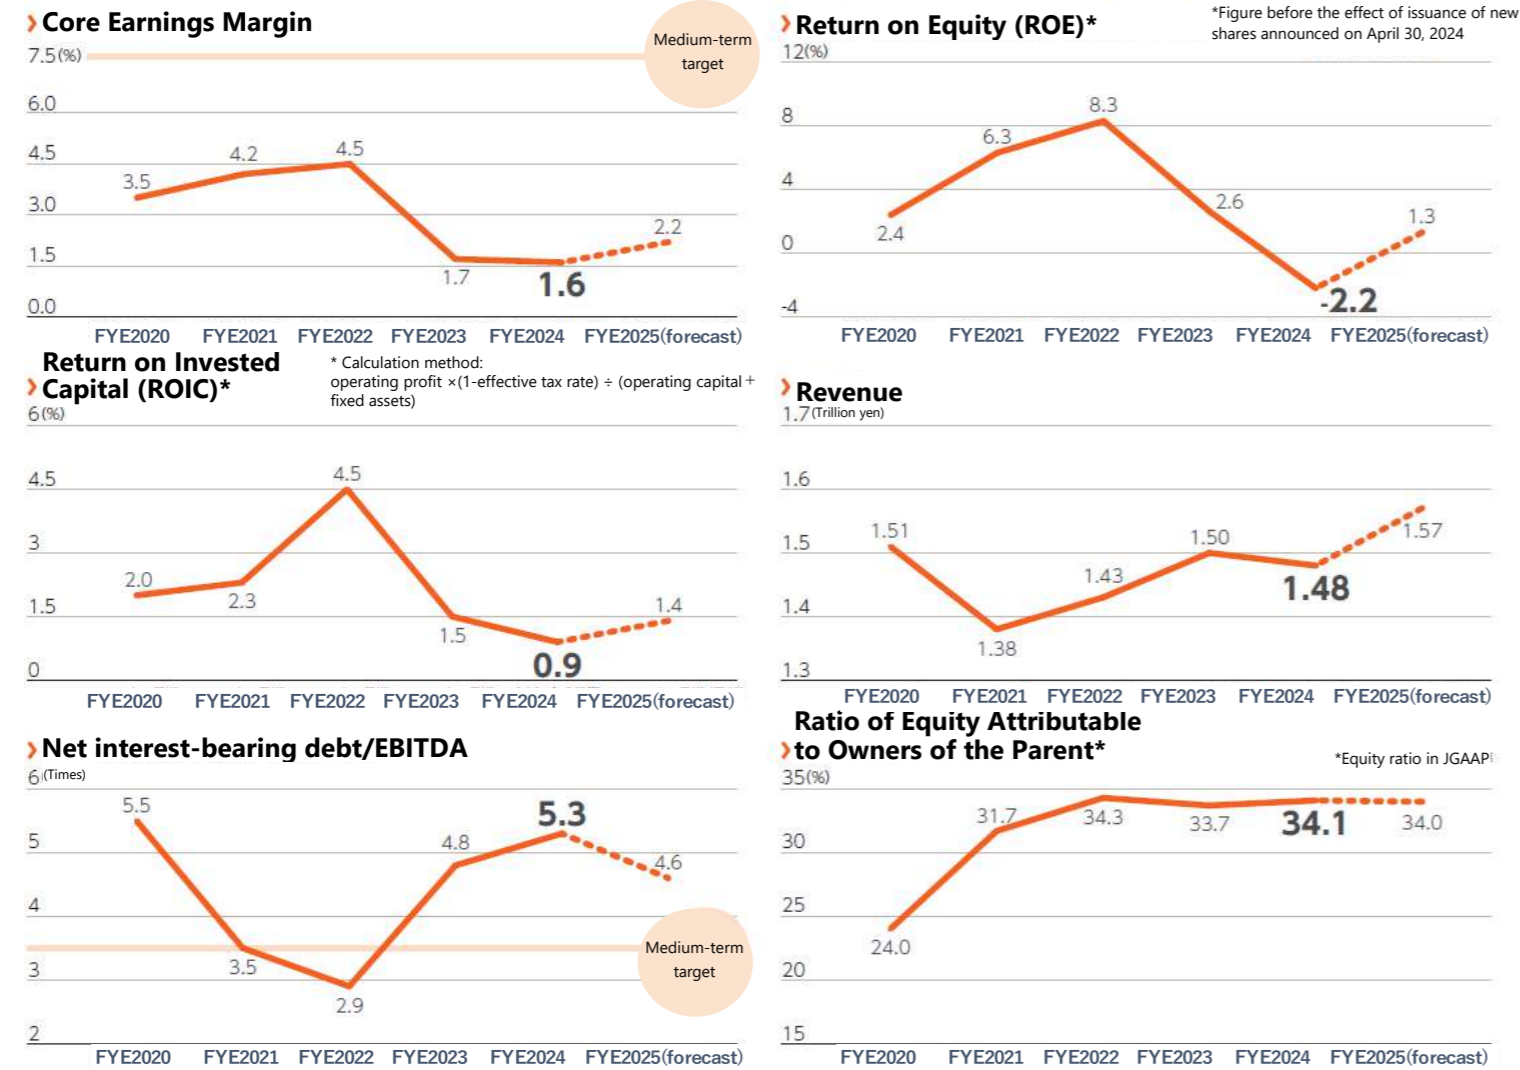 Core Earnings Margin
7.5(%)
Medium-term
target
6.0
4.5
3.0
1.5
0.0
3.5
4.2
4.5
1.7
1.6
2.2
FYE2020 FYE2021 FYE2022 FYE2023 FYE2024 FYE2025(forecast)
Return on Equity (ROE)*
*Figure before the effect of issuance of new
shares announced on April 30, 2024
12(%)
8
4
0
-4
2.4
6.3
8.3
2.6
-2.2
1.3
FYE2020 FYE2021 FYE2022 FYE2023 FYE2024 FYE2025(forecast)
Return on Invested
Capital (ROIC)*
* Calculation method:
operating profit ×(1-effective tax rate) ÷ (operating capital +
fixed assets)
6(%)
4.5
3
1.5
0
2.0
2.3
4.5
1.5
0.9
1.4
FYE2020 FYE2021 FYE2022 FYE2023 FYE2024 FYE2025(forecast)
Revenue
1.7(Trillion yen)
1.6
1.5
1.4
1.3
1.51
1.38
1.43
1.50
1.48
1.57
FYE2020 FYE2021 FYE2022 FYE2023 FYE2024 FYE2025(forecast)
Net interest-bearing debt/EBITDA
6 (Times)
5
4
3
2
5.5
3.5
2.9
4.8
5.3
4.6
Medium-term
target
FYE2020 FYE2021 FYE2022 FYE2023 FYE2024 FYE2025(forecast)
Ratio of Equity Attributable
to Owners of the Parent*
*Equity ratio in JGAAP
35(%)
30
25
20
15
24.0
31.7
34.3
33.7
34.1
34.0
FYE2020 FYE2021 FYE2022 FYE2023 FYE2024 FYE2025(forecast)